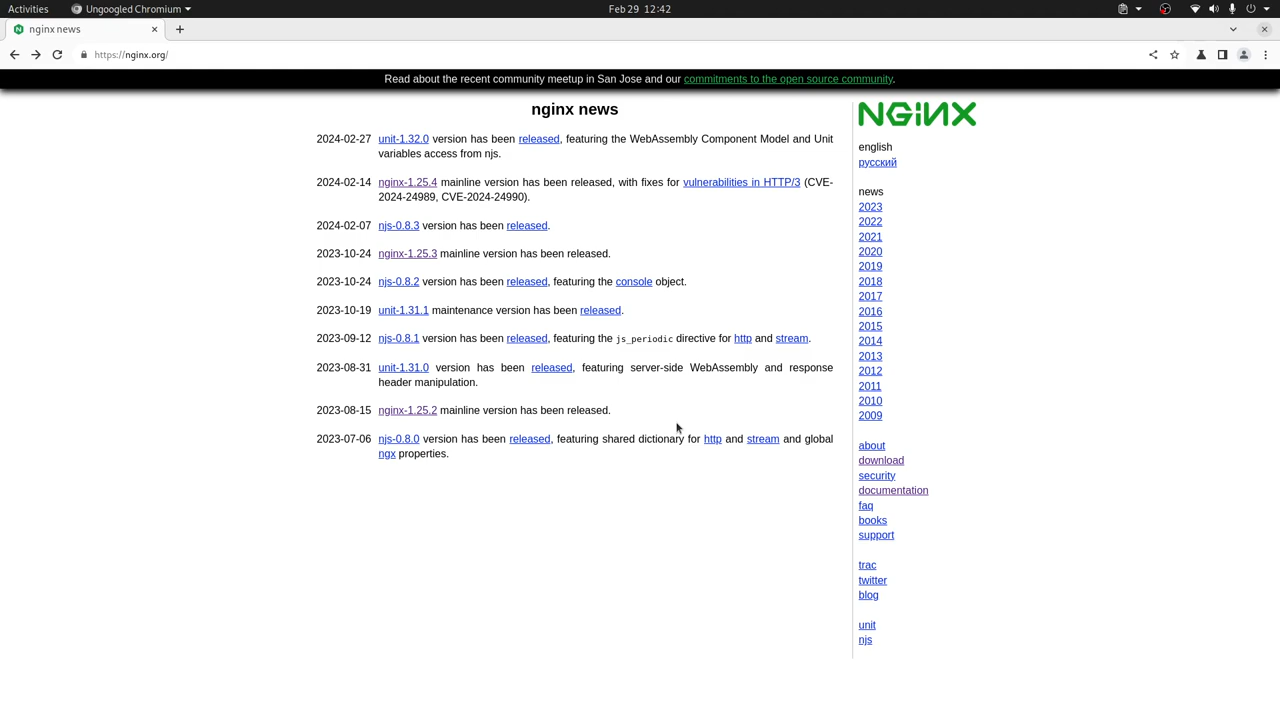 Activities
Ungoogled Chromium
Feb 29 12:42
nginx news
https://nginx.org/
Read about the recent community meetup in San Jose and our commitments to the open source community.
nginx news
2024-02-27 unit-1.32.0 version has been released, featuring the WebAssembly Component Model and Unit
variables access from njs.
2024-02-14 nginx-1.25.4 mainline version has been released, with fixes for vulnerabilities in HTTP/3 (CVE-
2024-24989, CVE-2024-24990).
2024-02-07 njs-0.8.3 version has been released.
2023-10-24 nginx-1.25.3 mainline version has been released.
2023-10-24 njs-0.8.2 version has been released, featuring the console object.
2023-10-19 unit-1.31.1 maintenance version has been released.
2023-09-12 njs-0.8.1 version has been released, featuring the js_periodic directive for http and stream.
2023-08-31 unit-1.31.0 version has been released, featuring server-side WebAssembly and response
header manipulation.
2023-08-15 nginx-1.25.2 mainline version has been released.
2023-07-06 njs-0.8.0 version has been released, featuring shared dictionary for http and stream and global
ngx properties.
NGINX
english
русский
news
2023
2022
2021
2020
2019
2018
2017
2016
2015
2014
2013
2012
2011
2010
2009
about
download
security
documentation
faq
books
support
trac
twitter
blog
unit
njs